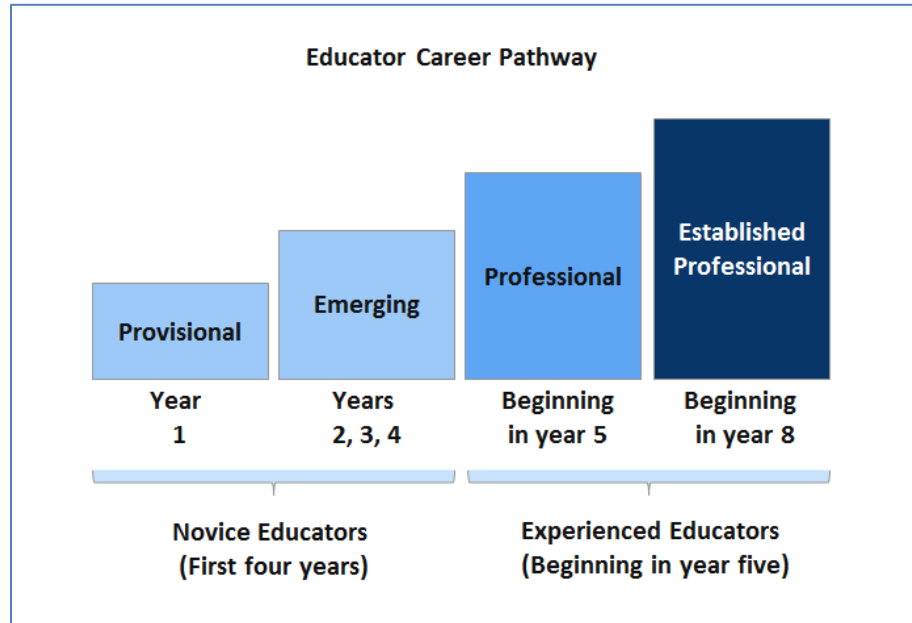 Educator Career Pathway
Provisional
Emerging
Professional
Established
Professional
Year
1
Years
2, 3, 4
Beginning
in year 5
Beginning
in year 8
Novice Educators
(First four years)
Experienced Educators
(Beginning in year five)